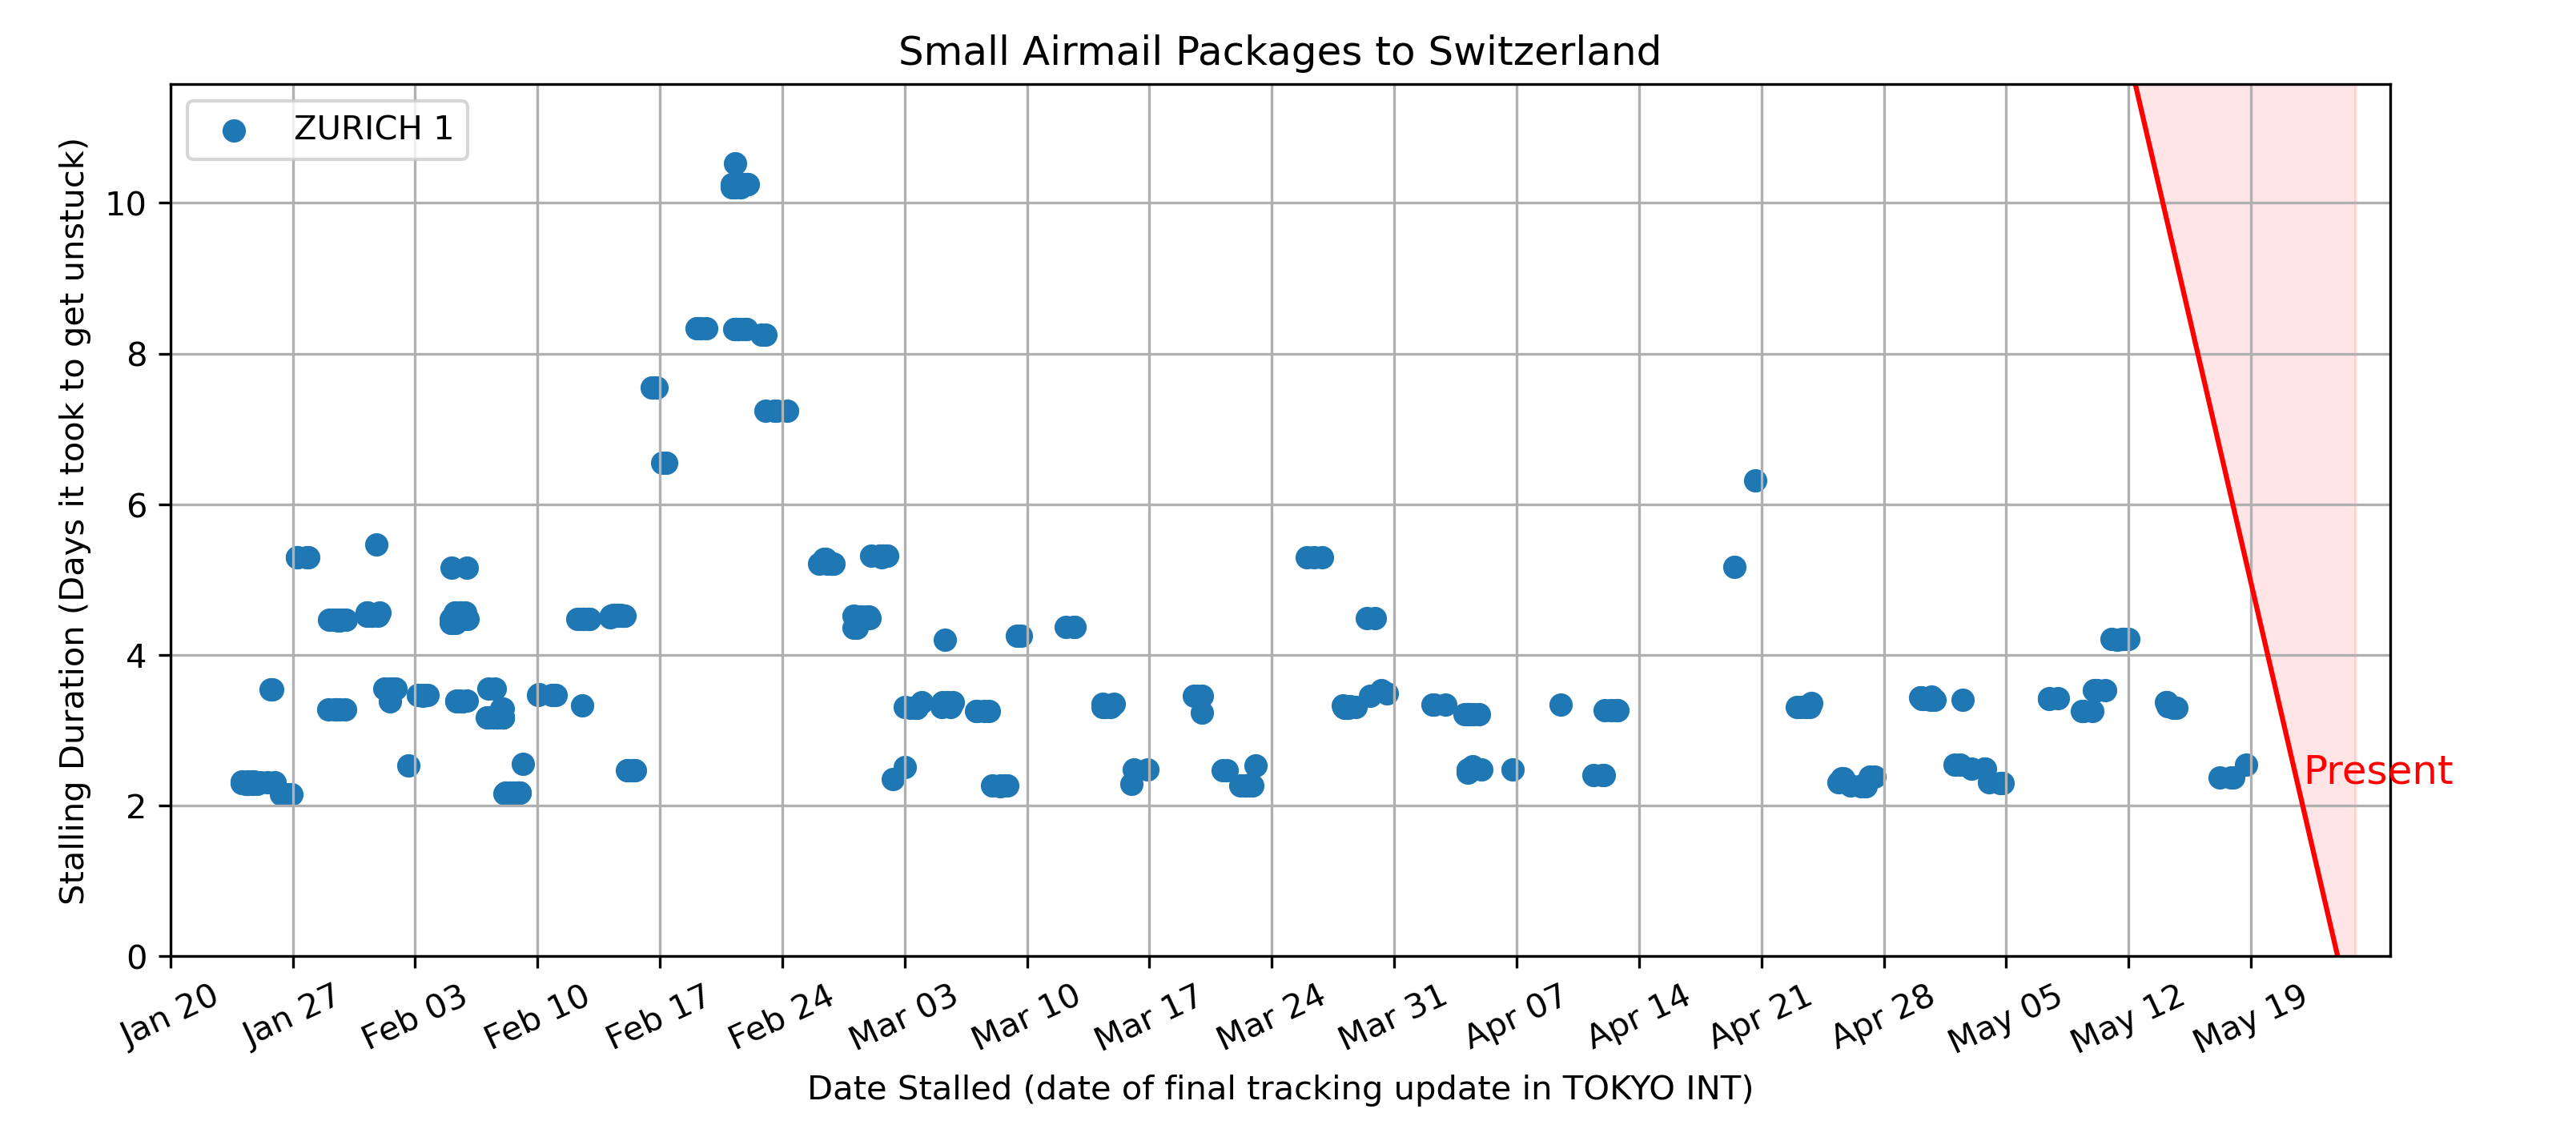 Small Airmail Packages to Switzerland
ZURICH 1
Stalling Duration (Days it took to get unstuck)
10
8
6
4
2
0
Present
Jan 20
Jan 27
Feb 03
Feb 10
Feb 17
Feb 24
Mar 03
Mar 10
Mar 17
Mar 24
Mar 31
Apr 07
Apr 14
Apr 21
Apr 28
May 05
May 12
May 19
Date Stalled (date of final tracking update in TOKYO INT)